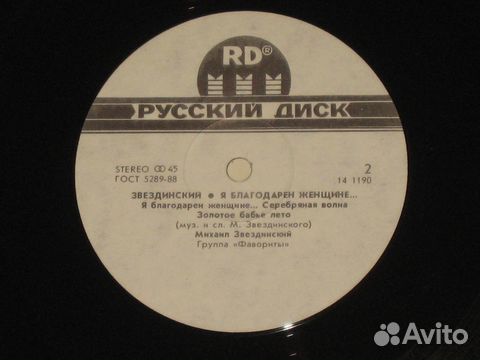 RD®
РУССКИЙ ДИСК
STEREO ꝏ 45
2
ГОСТ 5289-88
14 1190
ЗВЕЗДИНСКИЙ ● Я БЛАГОДАРЕН ЖЕНЩИНЕ...
Я благодарен женщине... Серебряная волна
Золотое бабье лето
(муз. и сл. М. Звездинского)
Михаил Звездинский
Группа «Фавориты»
Avito